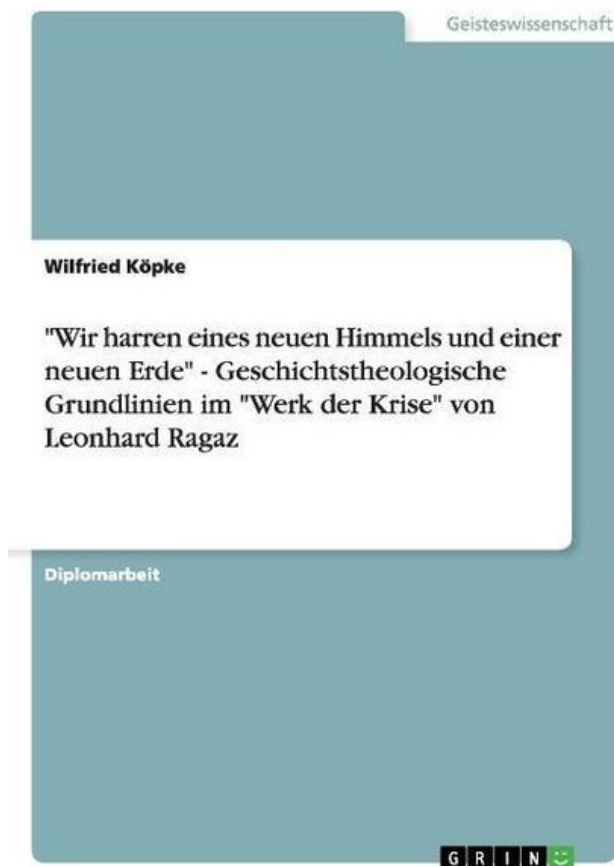 Geisteswissenschaft
Wilfried Köpke
"Wir harren eines neuen Himmels und einer
neuen Erde" - Geschichtstheologische
Grundlinien im "Werk der Krise" von
Leonhard Ragaz
Diplomarbeit
GRIN